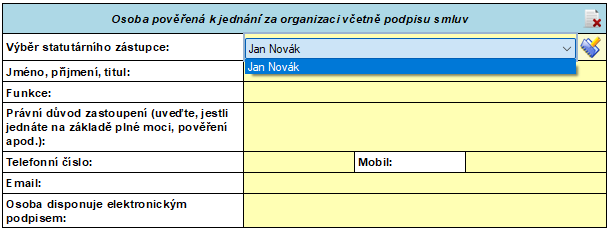 Osoba pověřená k jednání za organizaci včetně podpisu smluv
Výběr statutárního zástupce:
Jan Novák
Jan Novák
Jméno, přijmení, titul:
Funkce:
Právní důvod zastoupení (uveďte, jestli
jednáte na základě plné moci, pověření
apod.):
Telefonní číslo:
Mobil:
Email:
Osoba disponuje elektronickým
podpisem: